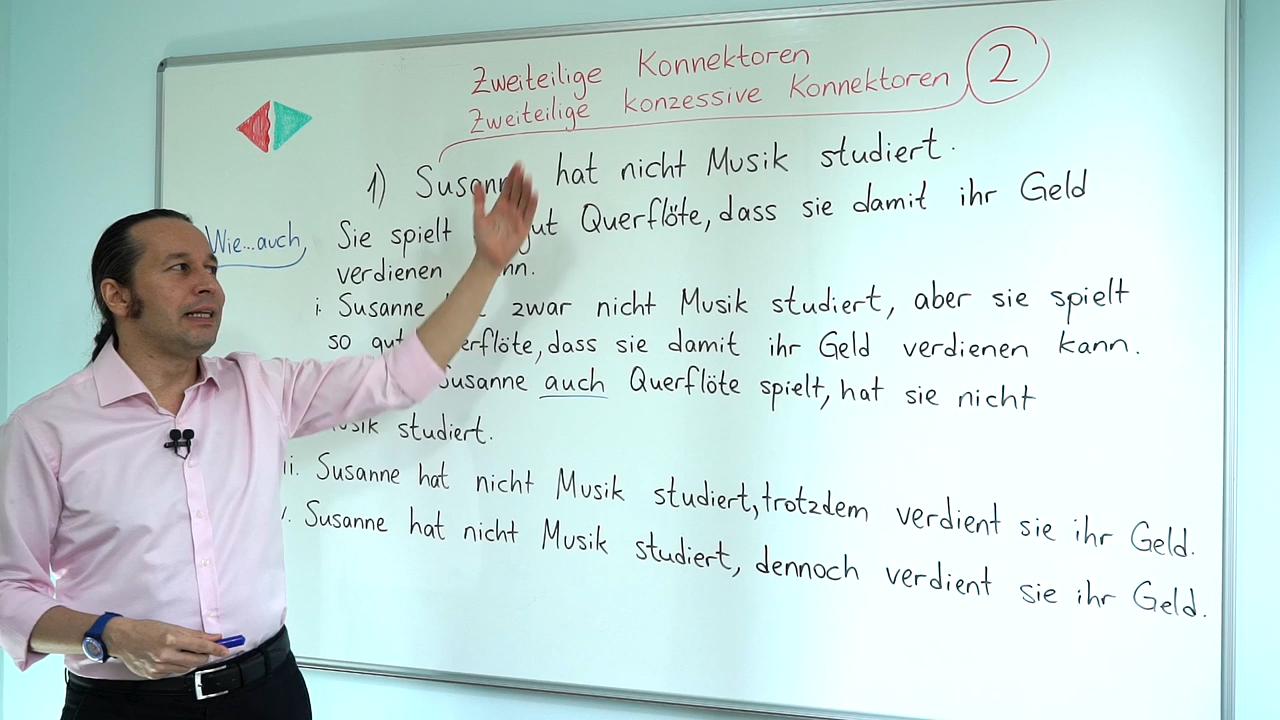 Zweiteilige Konnektoren
Zweiteilige konzessive Konnektoren 2
1) Susanne hat nicht Musik studiert.
Wie...auch,
Sie spielt gut Querflöte, dass sie damit ihr Geld
verdienen
i. Susanne zwar nicht Musik studiert, aber sie spielt
so gut Querflöte, dass sie damit ihr Geld verdienen kann.
Susanne auch Querflöte spielt, hat sie nicht
Musik studiert.
Susanne hat nicht Musik studiert, trotzdem verdient sie ihr Geld.
Susanne hat nicht Musik studiert, dennoch verdient sie ihr Geld.